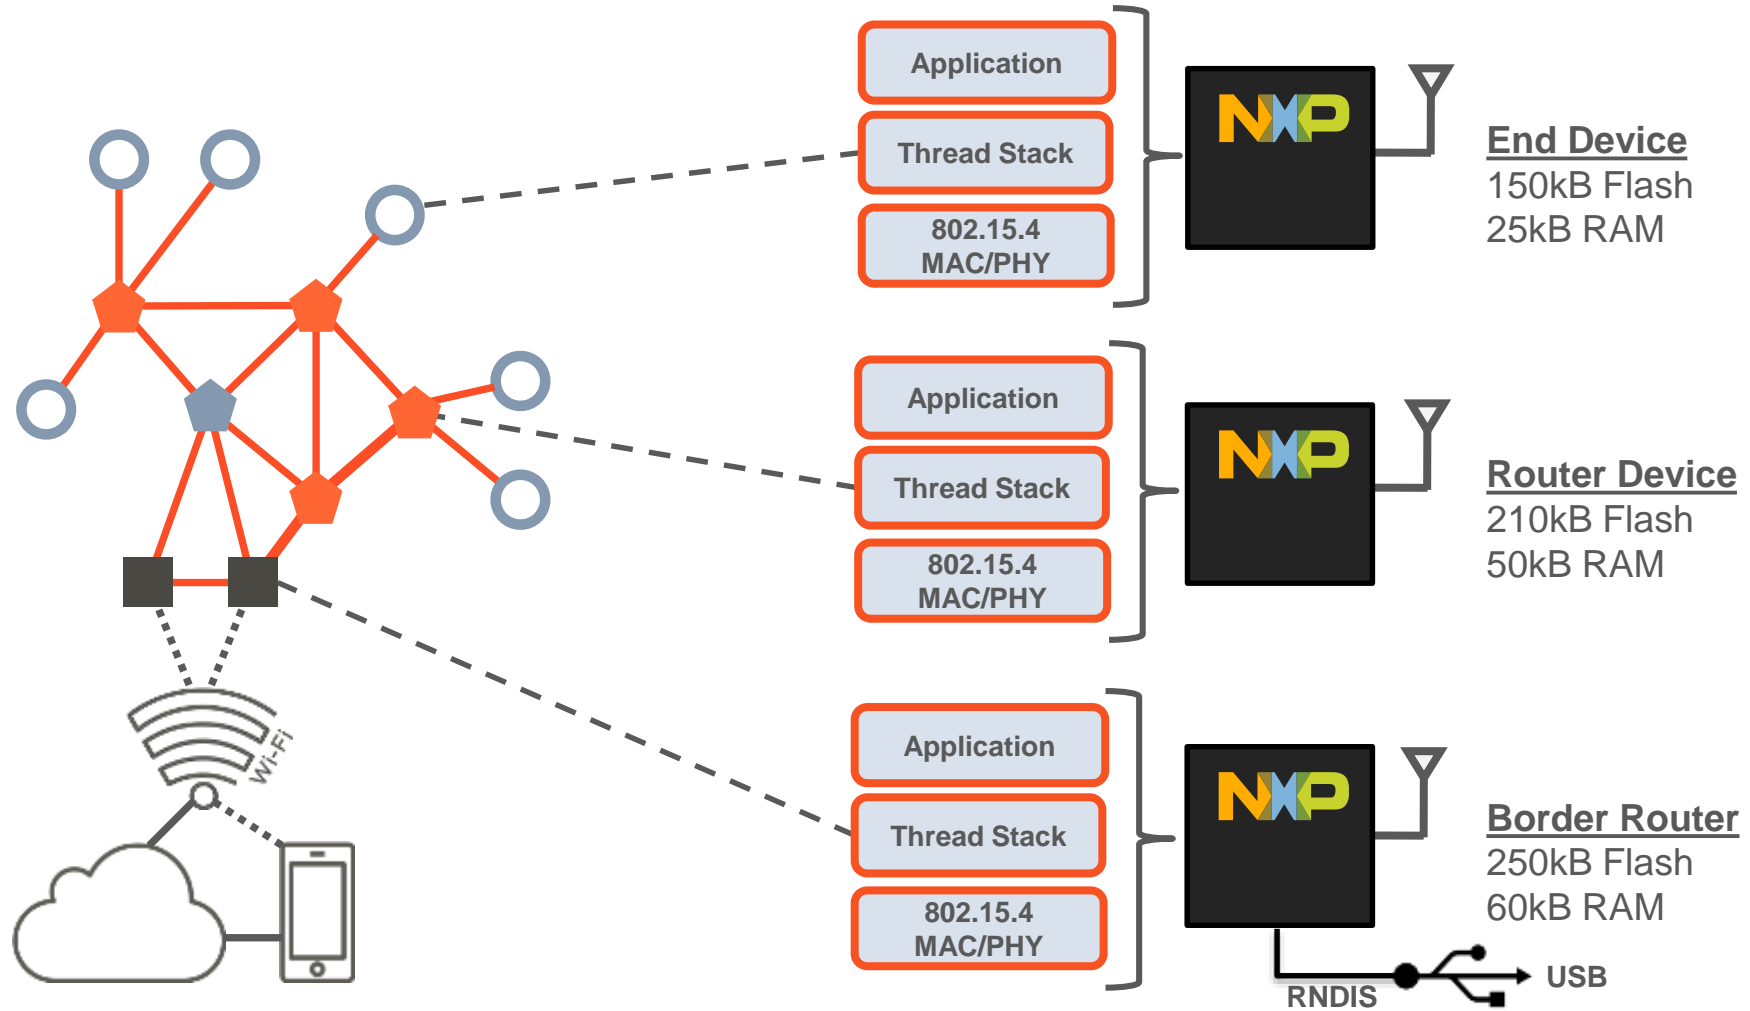 Application
Thread Stack
802.15.4
MAC/PHY
NXP
End Device
150kB Flash
25kB RAM
Application
Thread Stack
802.15.4
MAC/PHY
NXP
Router Device
210kB Flash
50kB RAM
Wi-Fi
Application
Thread Stack
802.15.4
MAC/PHY
NXP
Border Router
250kB Flash
60kB RAM
RNDIS
USB